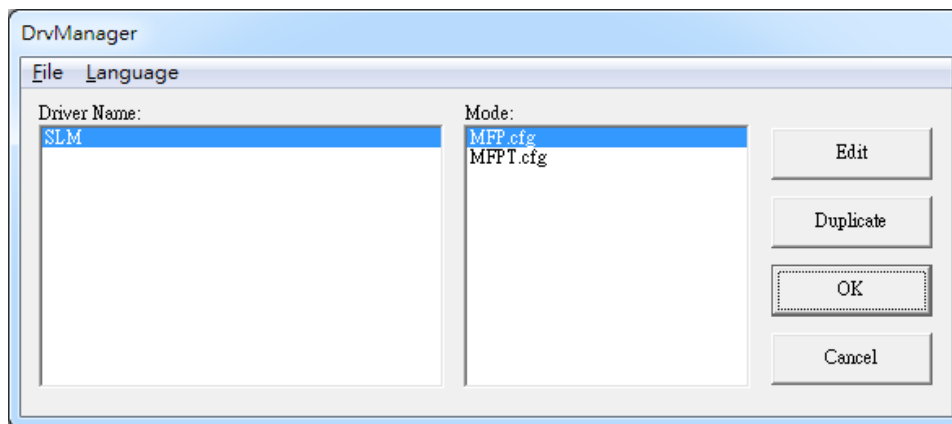 DrvManager
File Language
Driver Name:
SLM
Mode:
MFP.cfg
MFPT.cfg
Edit
Duplicate
OK
Cancel